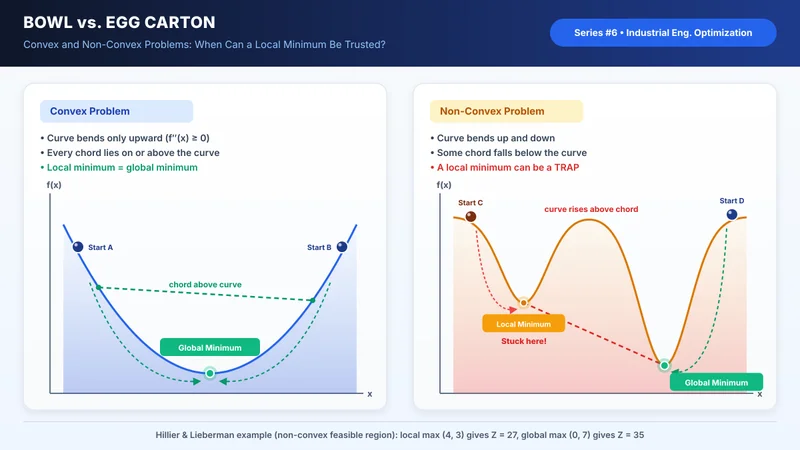 BOWL vs. EGG CARTON
Convex and Non-Convex Problems: When Can a Local Minimum Be Trusted?
Series #6 • Industrial Eng. Optimization
Convex Problem
• Curve bends only upward (f''(x) ≥ 0)
• Every chord lies on or above the curve
• Local minimum = global minimum
f(x)
Start A
Start B
chord above curve
Global Minimum
x
Non-Convex Problem
• Curve bends up and down
• Some chord falls below the curve
• A local minimum can be a TRAP
f(x)
Start C
Start D
curve rises above chord
Local Minimum
Stuck here!
Global Minimum
x
Hillier & Lieberman example (non-convex feasible region): local max (4, 3) gives Z = 27, global max (0, 7) gives Z = 35